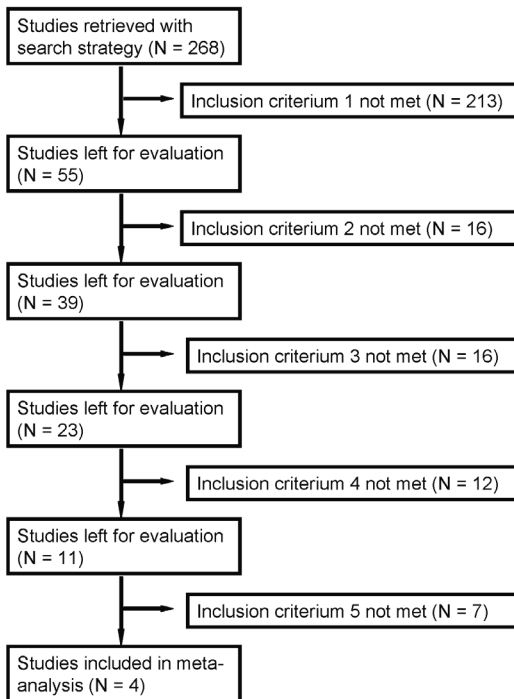 Studies retrieved with
search strategy (N = 268)
Inclusion criterium 1 not met (N = 213)
Studies left for evaluation
(N = 55)
Inclusion criterium 2 not met (N = 16)
Studies left for evaluation
(N = 39)
Inclusion criterium 3 not met (N = 16)
Studies left for evaluation
(N = 23)
Inclusion criterium 4 not met (N = 12)
Studies left for evaluation
(N = 11)
Inclusion criterium 5 not met (N = 7)
Studies included in meta-
analysis (N = 4)